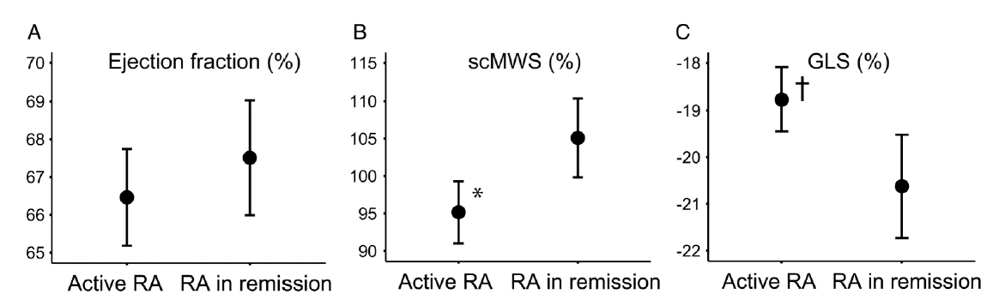 A
Ejection fraction (%)
70
69
68
67
66
65
Active RA
RA in remission
B
scMWS (%)
115
110
105
100
95
90
*
Active RA
RA in remission
C
GLS (%)
-18
-19
-20
-21
-22
†
Active RA
RA in remission